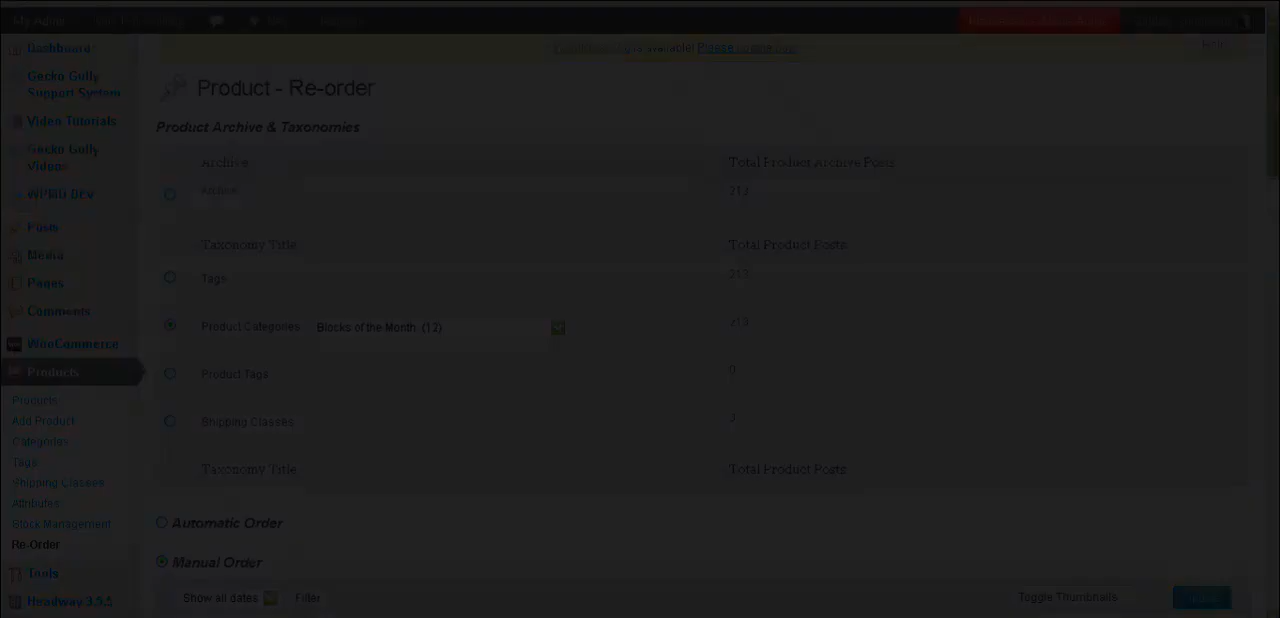 My Admin
Dashboard
available! Please
Gecko Gully
Support System
Product - Re-order
Video Tutorials
Product Archive & Taxonomies
Gecko Gully
Videos
Archive
Total Product Archive Posts
WPMU Dev
Archive
213
Posts
Taxonomy Title
Total Product Posts
Media
Tags
213
Pages
Comments
Product Categories
Blocks of the Month (12)
213
WooCommerce
Products
Product Tags
0
Products
Add Product
Shipping Classes
3
Categories
Tags
Taxonomy Title
Total Product Posts
Shipping Classes
Attributes
Stock Management
Automatic Order
Re-Order
Manual Order
Tools
Headway 3.5.5
Show all dates
Filter
Toggle Thumbnails